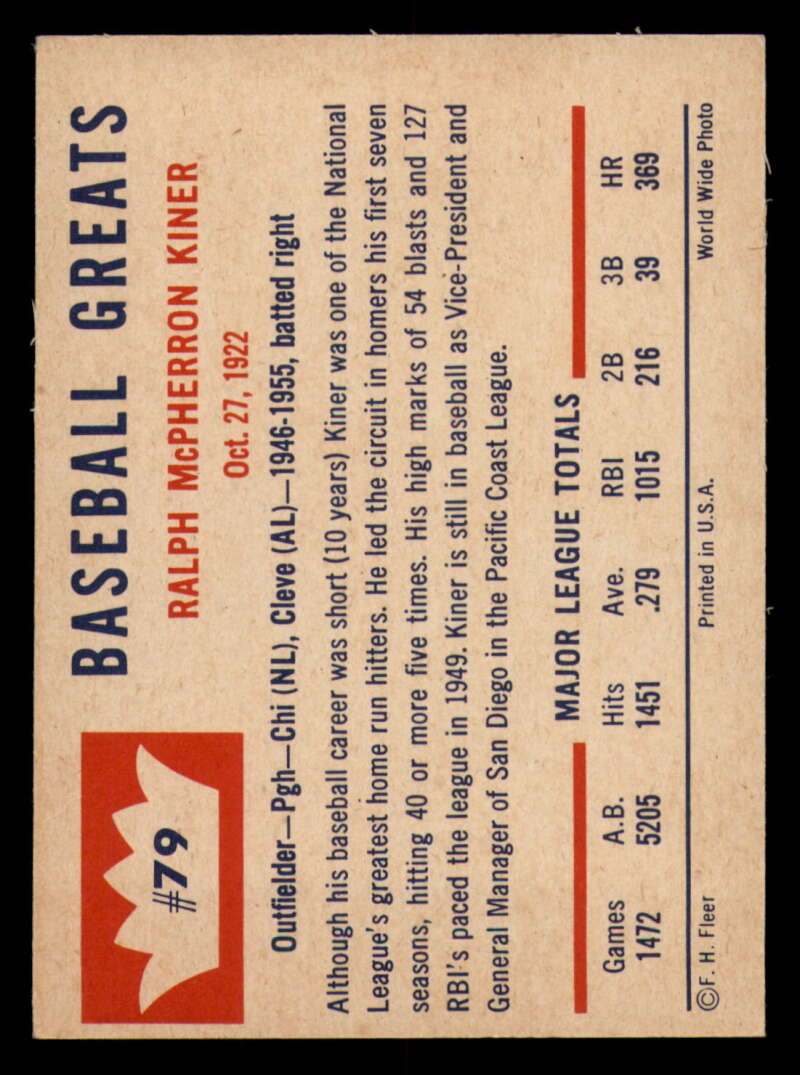 #79
BASEBALL GREATS
RALPH McPHERRON KINER
Oct. 27, 1922
Outfielder—Pgh—Chi (NL), Cleve (AL)—1946-1955, batted right
Although his baseball career was short (10 years) Kiner was one of the National
League's greatest home run hitters. He led the circuit in homers his first seven
seasons, hitting 40 or more five times. His high marks of 54 blasts and 127
RBI's paced the league in 1949. Kiner is still in baseball as Vice-President and
General Manager of San Diego in the Pacific Coast League.
MAJOR LEAGUE TOTALS
Games A.B. Hits Ave. RBI 2B 3B HR
1472 5205 1451 .279 1015 216 39 369
©F. H. Fleer Printed in U.S.A. World Wide Photo